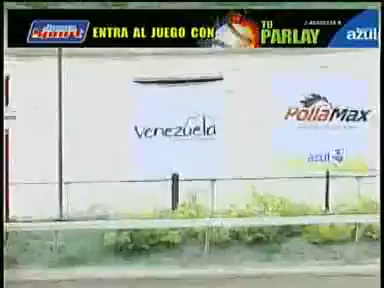 ENTRA AL JUEGO CON
TU
PARLAY
azul
venezuela
PollaMax
azul